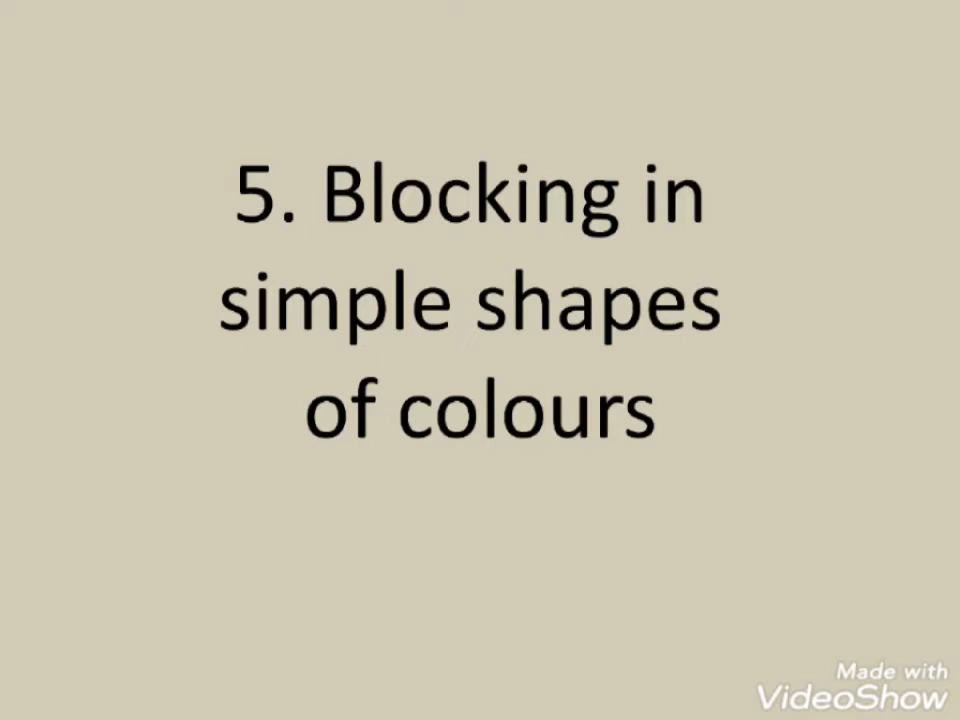 5. Blocking in
simple shapes
of colours
Made with
VideoShow